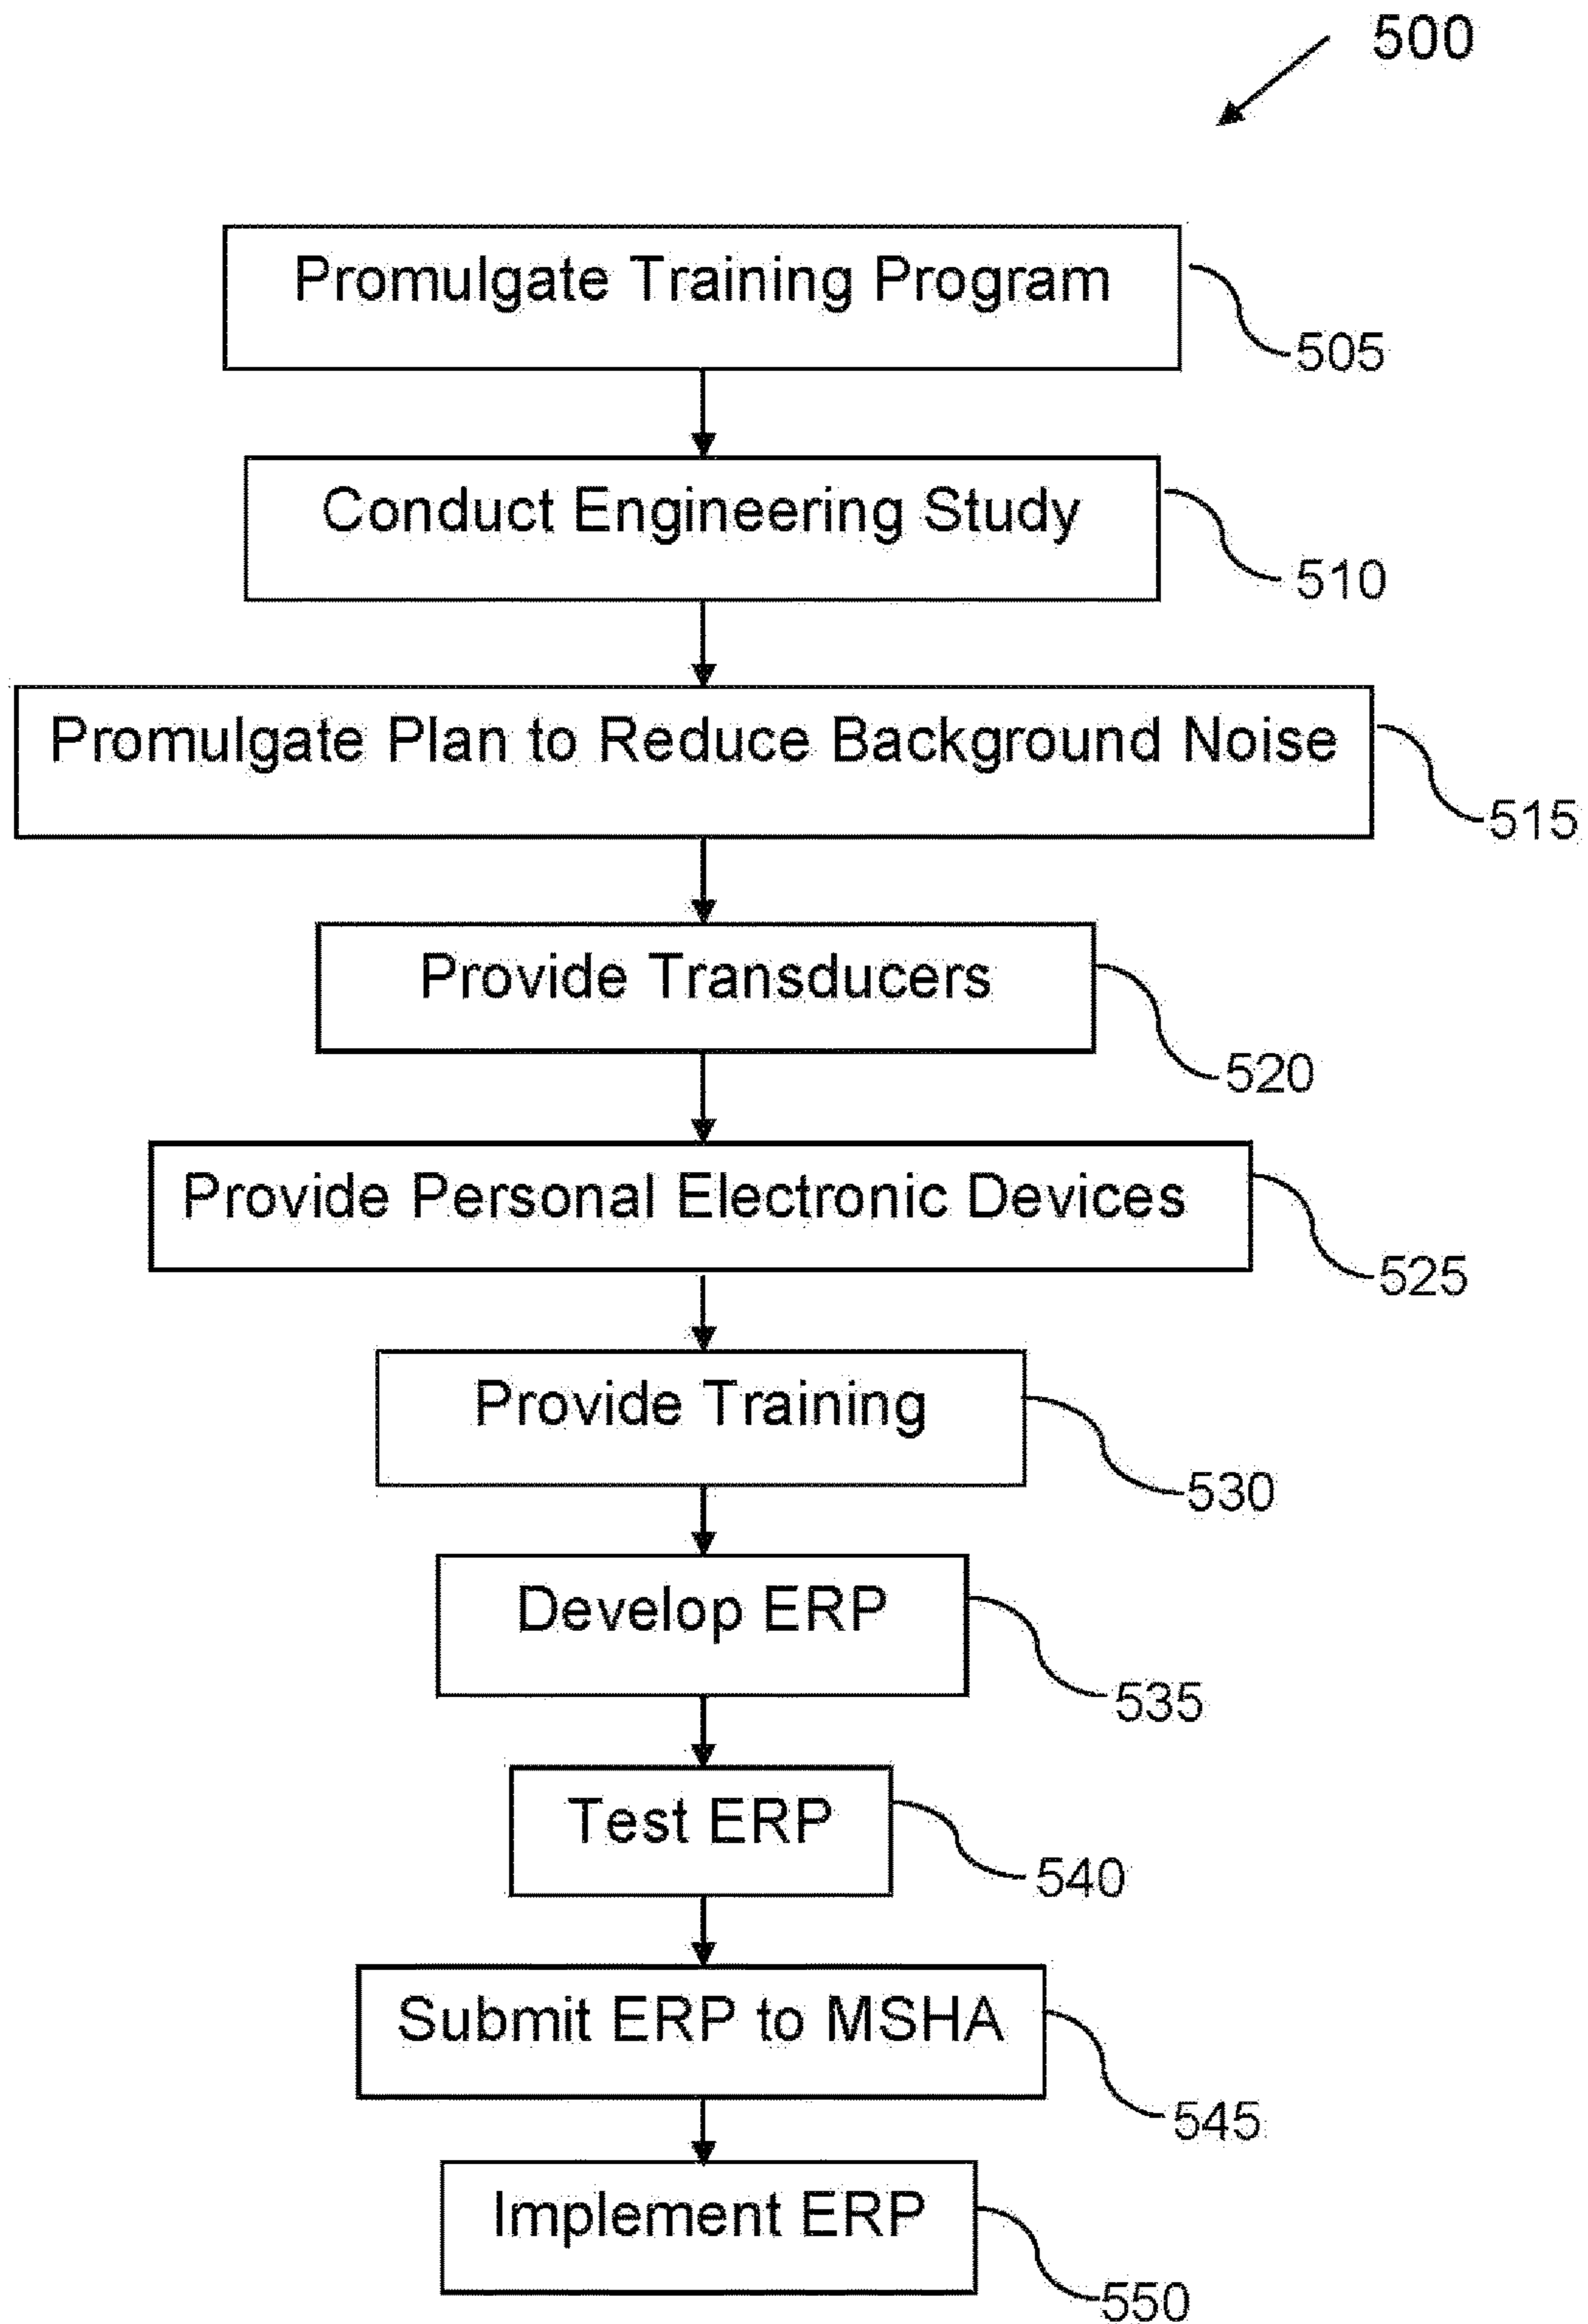 500
Promulgate Training Program
505
Conduct Engineering Study
510
Promulgate Plan to Reduce Background Noise
515
Provide Transducers
520
Provide Personal Electronic Devices
525
Provide Training
530
Develop ERP
535
Test ERP
540
Submit ERP to MSHA
545
Implement ERP
550